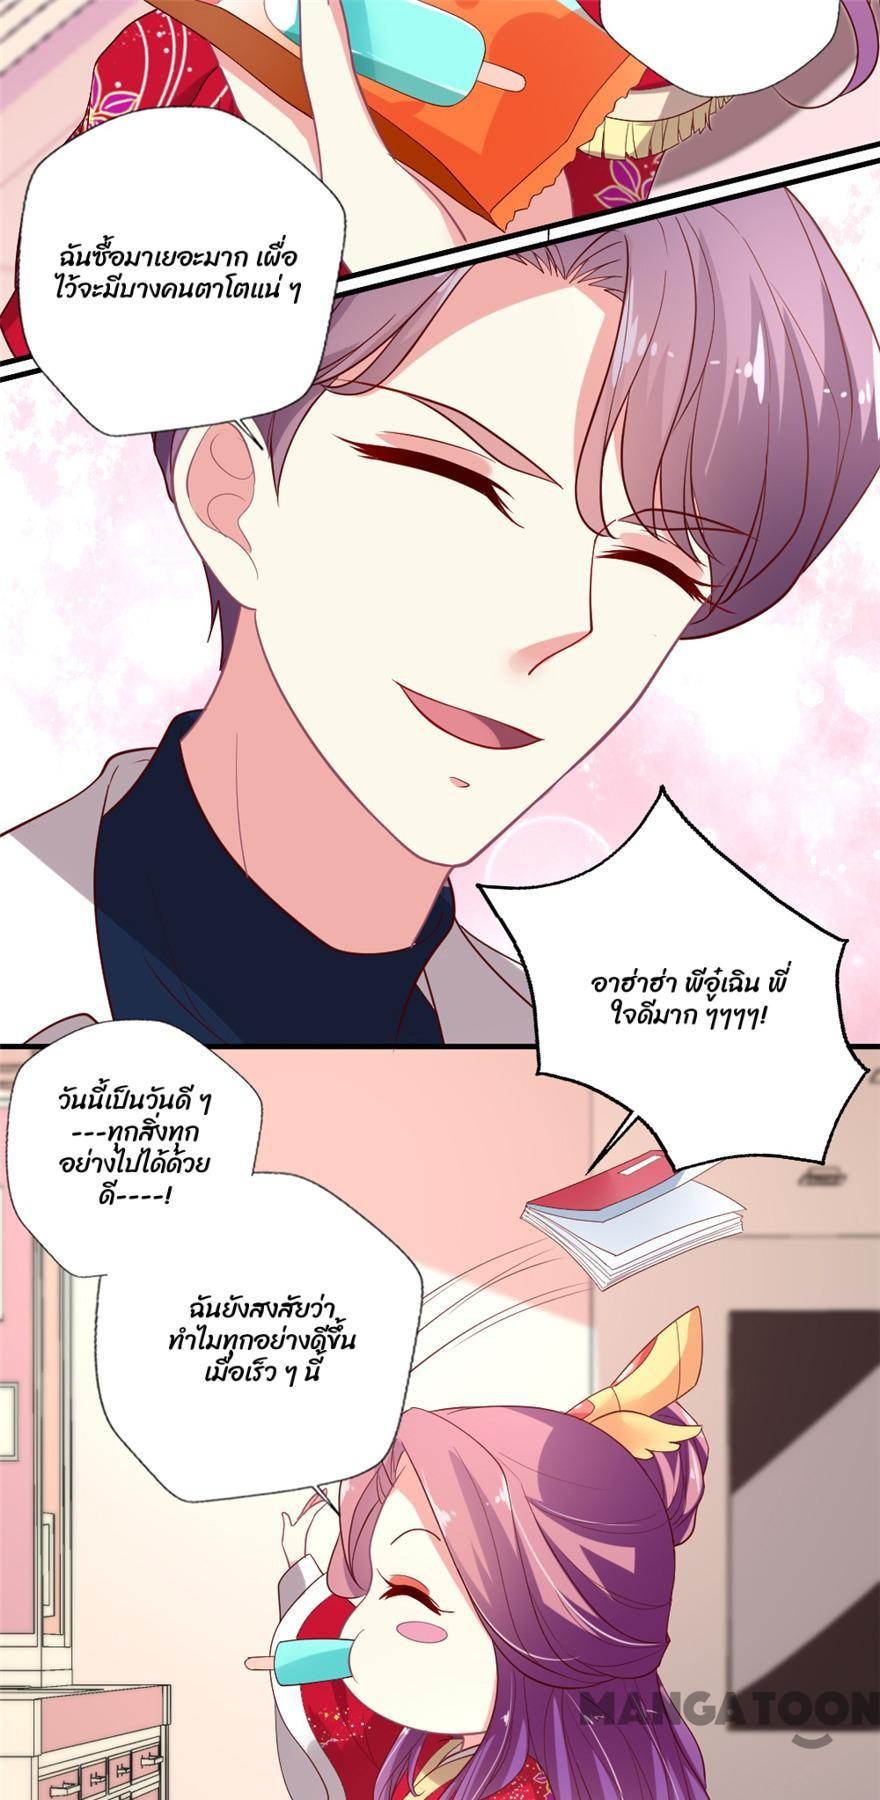 ฉันซื้อมาเยอะมาก เผื่อ
ไว้จะมีบางคนตาโตแน่ ๆ
อาฮ่าฮ่า พีอู๋เฉิน พี่
ใจดีมาก ๆๆๆๆ!
วันนี้เป็นวันดี ๆ
---ทุกสิ่งทุก
อย่างไปได้ด้วย
ดี----!
ฉันยังสงสัยว่า
ทำไมทุกอย่างดีขึ้น
เมื่อเร็ว ๆ นี้
MANGATOON